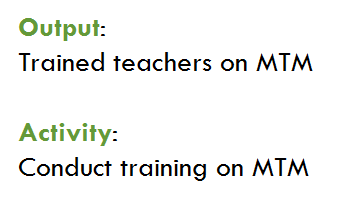 Output:
Trained teachers on MTM
Activity:
Conduct training on MTM